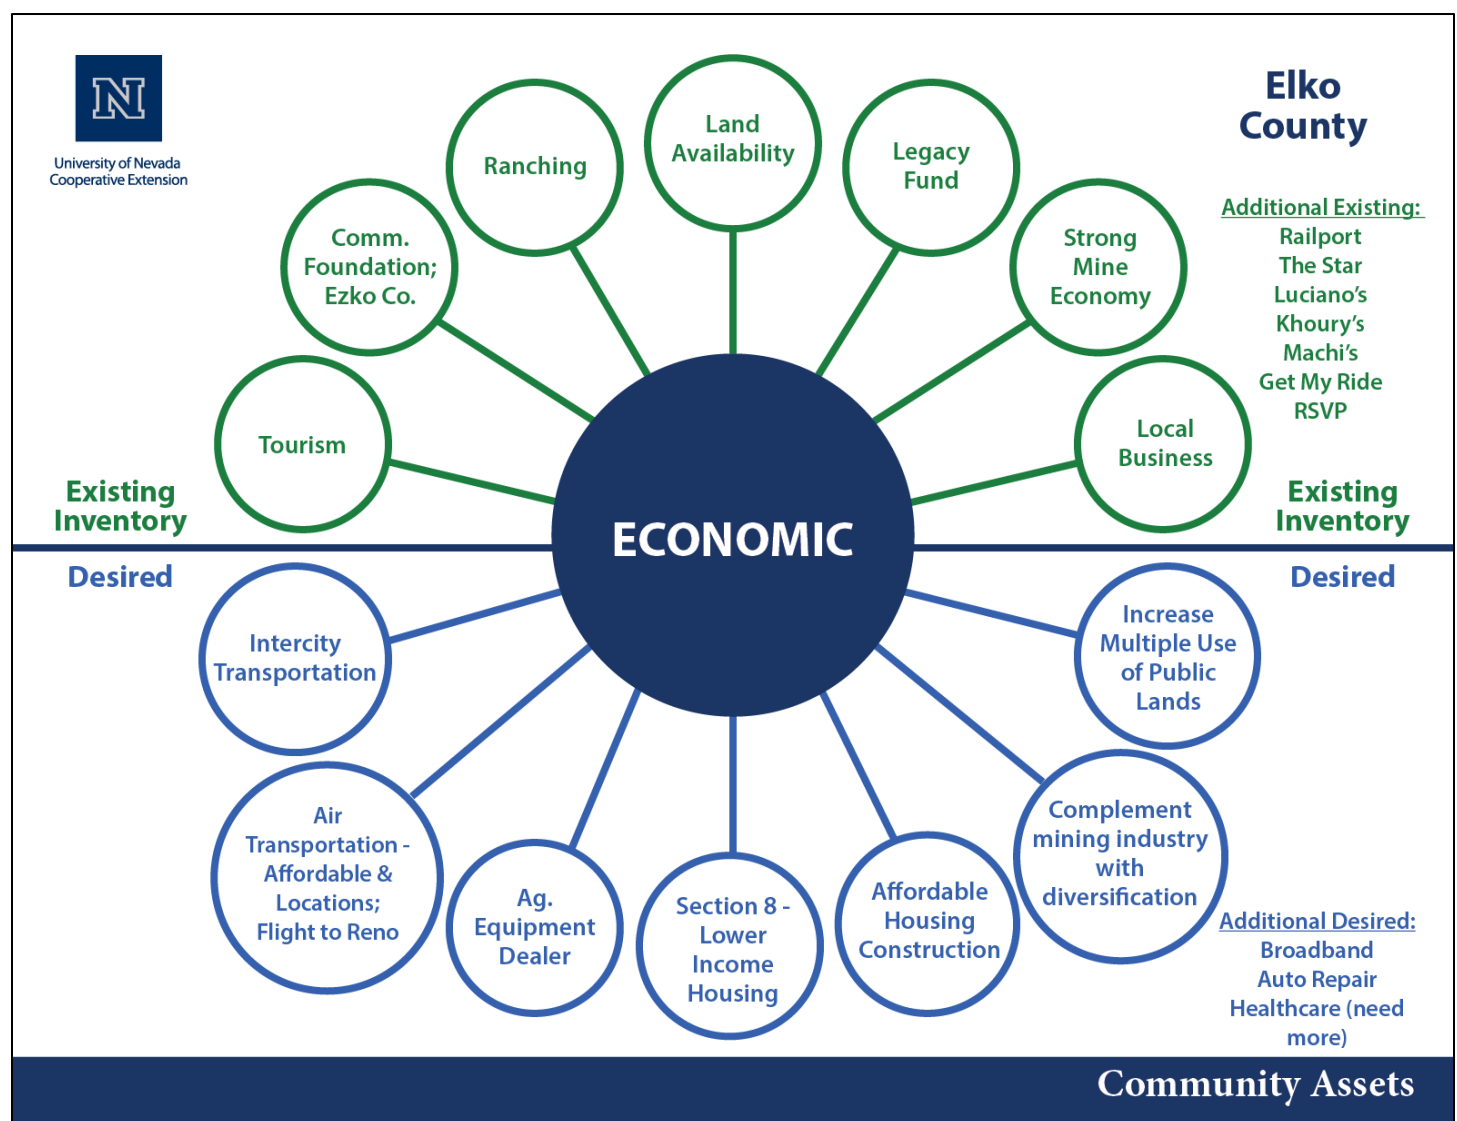 N
University of Nevada
Cooperative Extension
Elko
County
Land
Availability
Ranching
Legacy
Fund
Comm.
Foundation;
Ezko Co.
Strong
Mine
Economy
Tourism
Local
Business
Additional Existing:
Railport
The Star
Luciano's
Khoury's
Machi's
Get My Ride
RSVP
Existing
Inventory
Existing
Inventory
ECONOMIC
Desired
Desired
Intercity
Transportation
Increase
Multiple Use
of Public
Lands
Air
Transportation -
Affordable &
Locations;
Flight to Reno
Ag.
Equipment
Dealer
Section 8 -
Lower
Income
Housing
Affordable
Housing
Construction
Complement
mining industry
with
diversification
Additional Desired:
Broadband
Auto Repair
Healthcare (need
more)
Community Assets